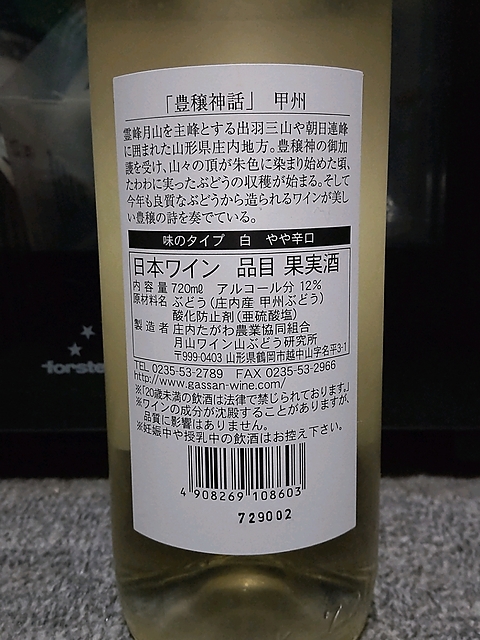 「豊穣神話」 甲州
霊峰月山を主峰とする出羽三山や朝日連峰
に囲まれた山形県庄内地方。豊穣神の御加
護を受け、山々の頂が朱色に染まり始めた頃、
たわわに実ったぶどうの収穫が始まる。そして
今年も良質なぶどうから造られるワインが美し
い豊穣の詩を奏でている。
味のタイプ 白 やや辛口
日本ワイン 品目 果実酒
内容量 720mℓ アルコール分 12%
原材料名 ぶどう(庄内産 甲州ぶどう)
酸化防止剤(亜硫酸塩)
製造者 庄内たがわ農業協同組合
月山ワイン山ぶどう研究所
〒999-0403 山形県鶴岡市越中山字名平3-1
TEL 0235-53-2789 FAX 0235-53-2966
http://www.gassan-wine.com/
※「20歳未満の飲酒は法律で禁じられております。」
※ワインの成分が沈殿することがありますが、
品質に影響はありません。
※妊娠中や授乳中の飲酒はお控え下さい。
4 908269 108603
729002